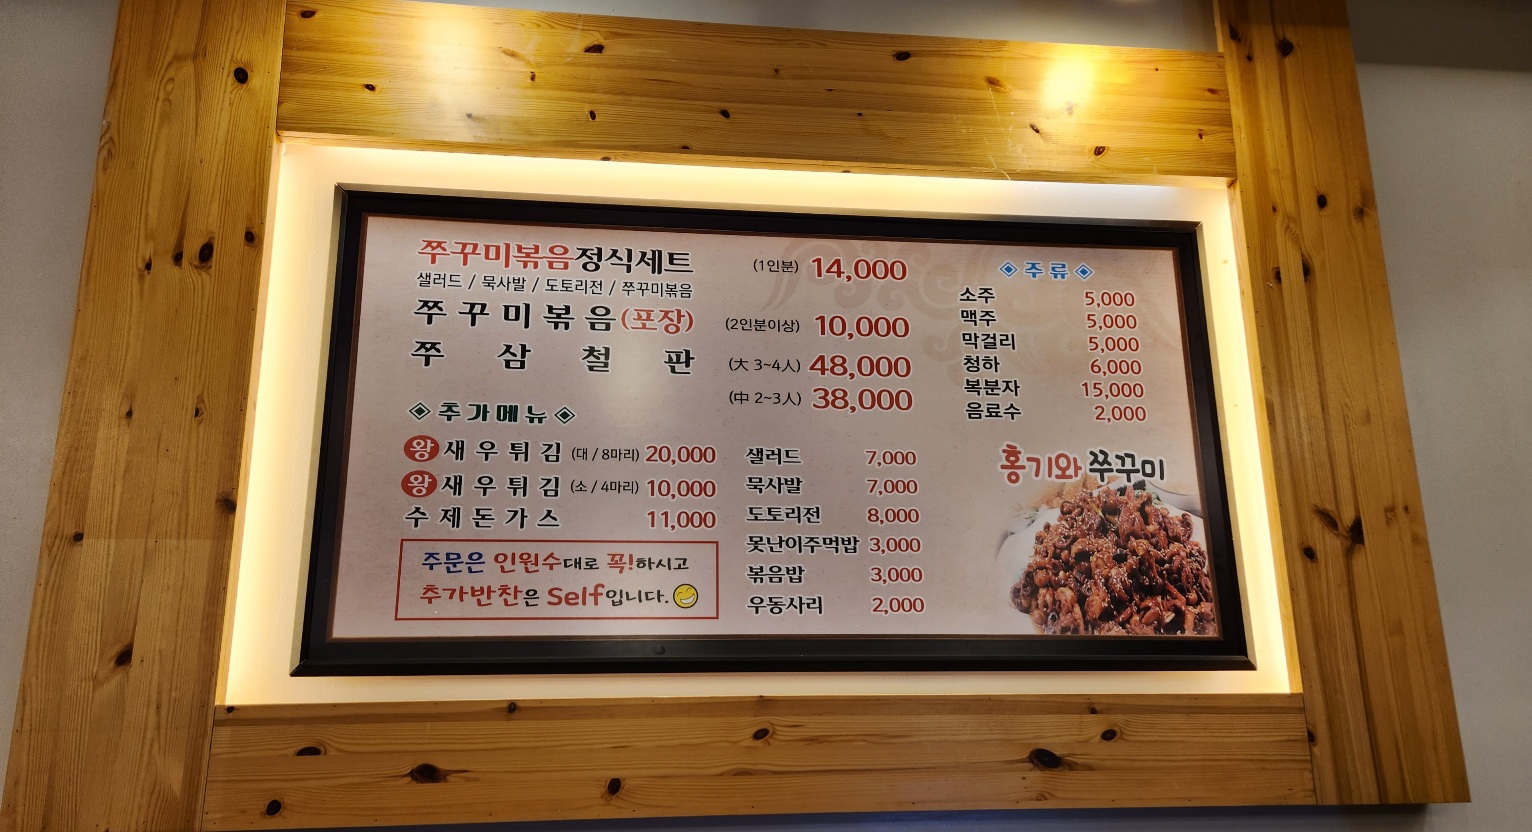 쭈꾸미볶음정식세트 (1인분) 14,000
샐러드 / 묵사발 / 도토리전 / 쭈꾸미볶음
쭈꾸미볶음(포장) (2인분이상) 10,000
쭈삼철판 (大 3~4人) 48,000
(中 2~3人) 38,000
◈추가메뉴◈
왕새우튀김 (대 / 8마리) 20,000
왕새우튀김 (소 / 4마리) 10,000
수제돈가스 11,000
주문은 인원수대로 꼭!하시고
추가반찬은 Self입니다.
샐러드 7,000
묵사발 7,000
도토리전 8,000
못난이주먹밥 3,000
볶음밥 3,000
우동사리 2,000
◈주류◈
소주 5,000
맥주 5,000
막걸리 5,000
청하 6,000
복분자 15,000
음료수 2,000
홍기와 쭈꾸미